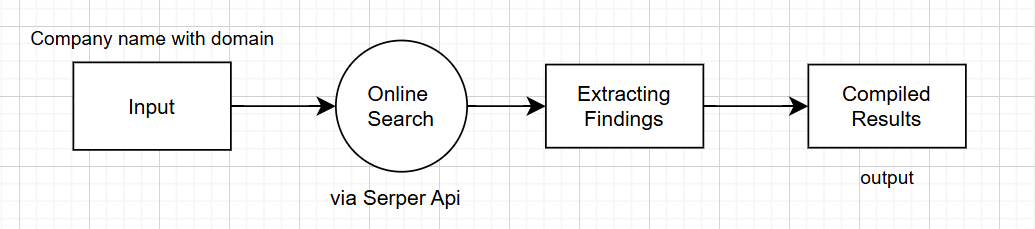 Company name with domain
Input
Online
Search
via Serper Api
Extracting
Findings
Compiled
Results
output